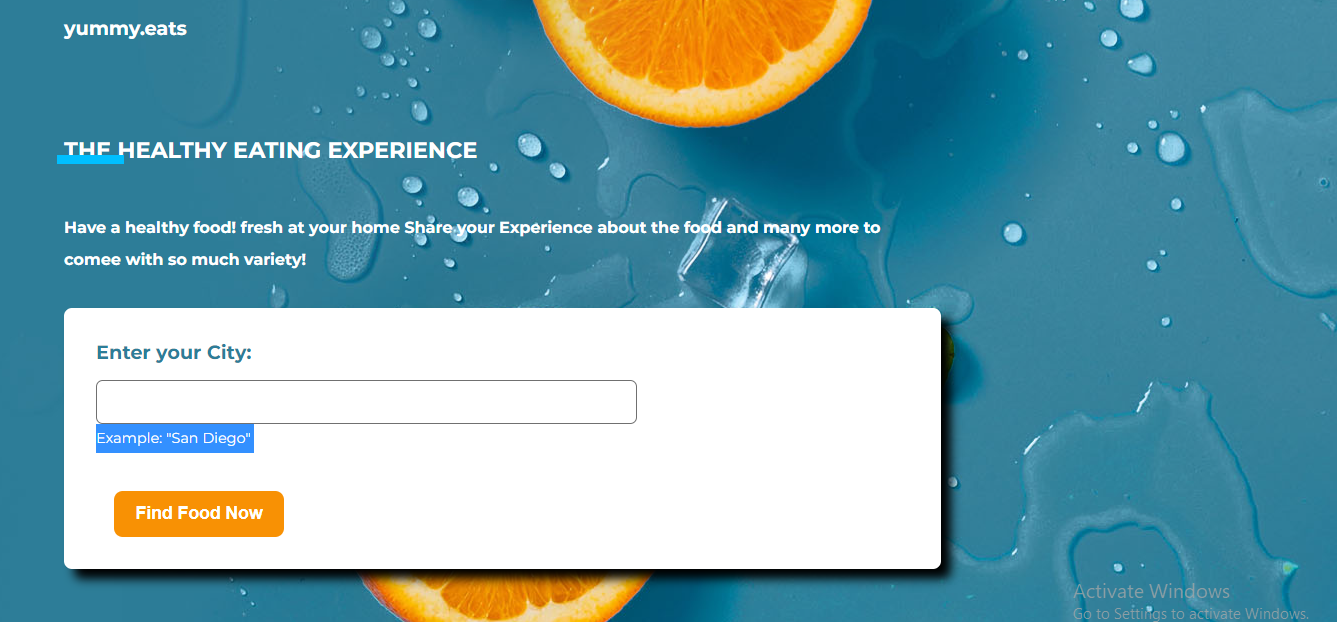 yummy.eats
THE HEALTHY EATING EXPERIENCE
Have a healthy food! fresh at your home Share your Experience about the food and many more to
comee with so much variety!
Enter your City:
Example: "San Diego"
Find Food Now
Activate Windows
Go to Settings to activate Windows.